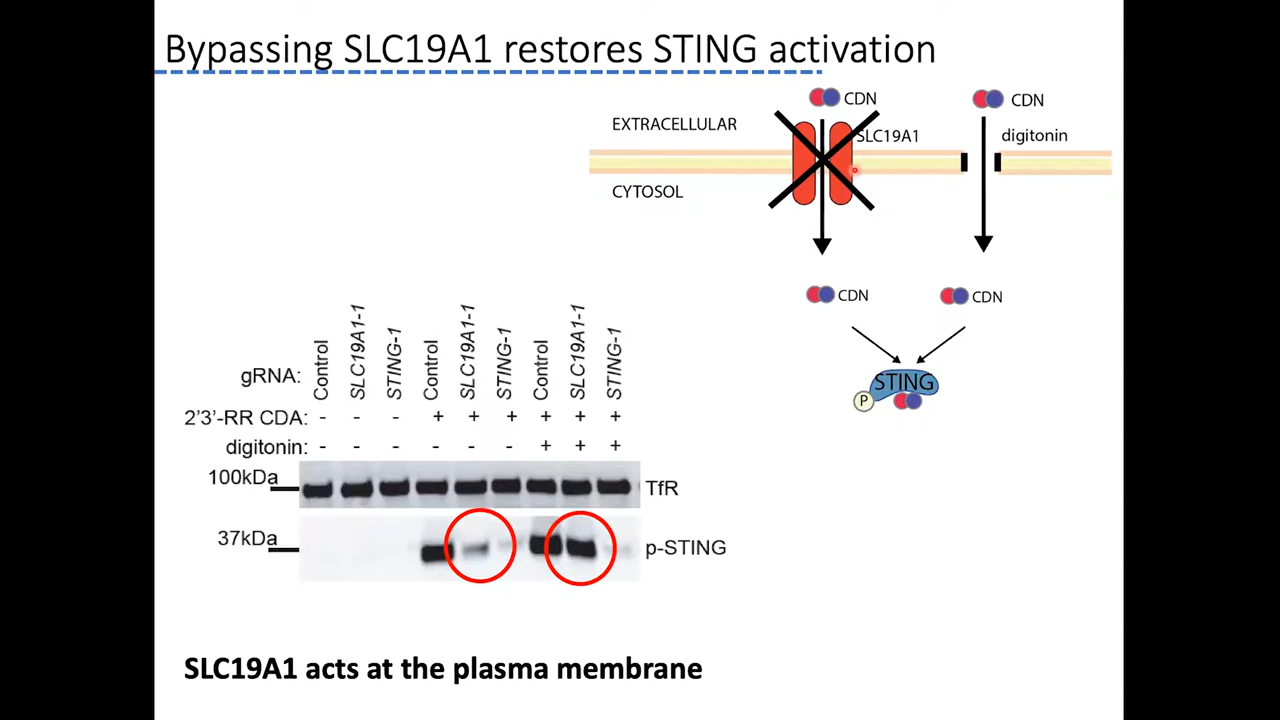 Bypassing SLC19A1 restores STING activation
CDN
CDN
EXTRACELLULAR
SLC19A1
digitonin
CYTOSOL
CDN
CDN
STING
P
gRNA: Control SLC19A1-1 STING-1 Control SLC19A1-1 STING-1 Control SLC19A1-1 STING-1
2'3'-RR CDA: - - - + + + + + +
digitonin: - - - - - - + + +
100kDa TfR
37kDa p-STING
SLC19A1 acts at the plasma membrane